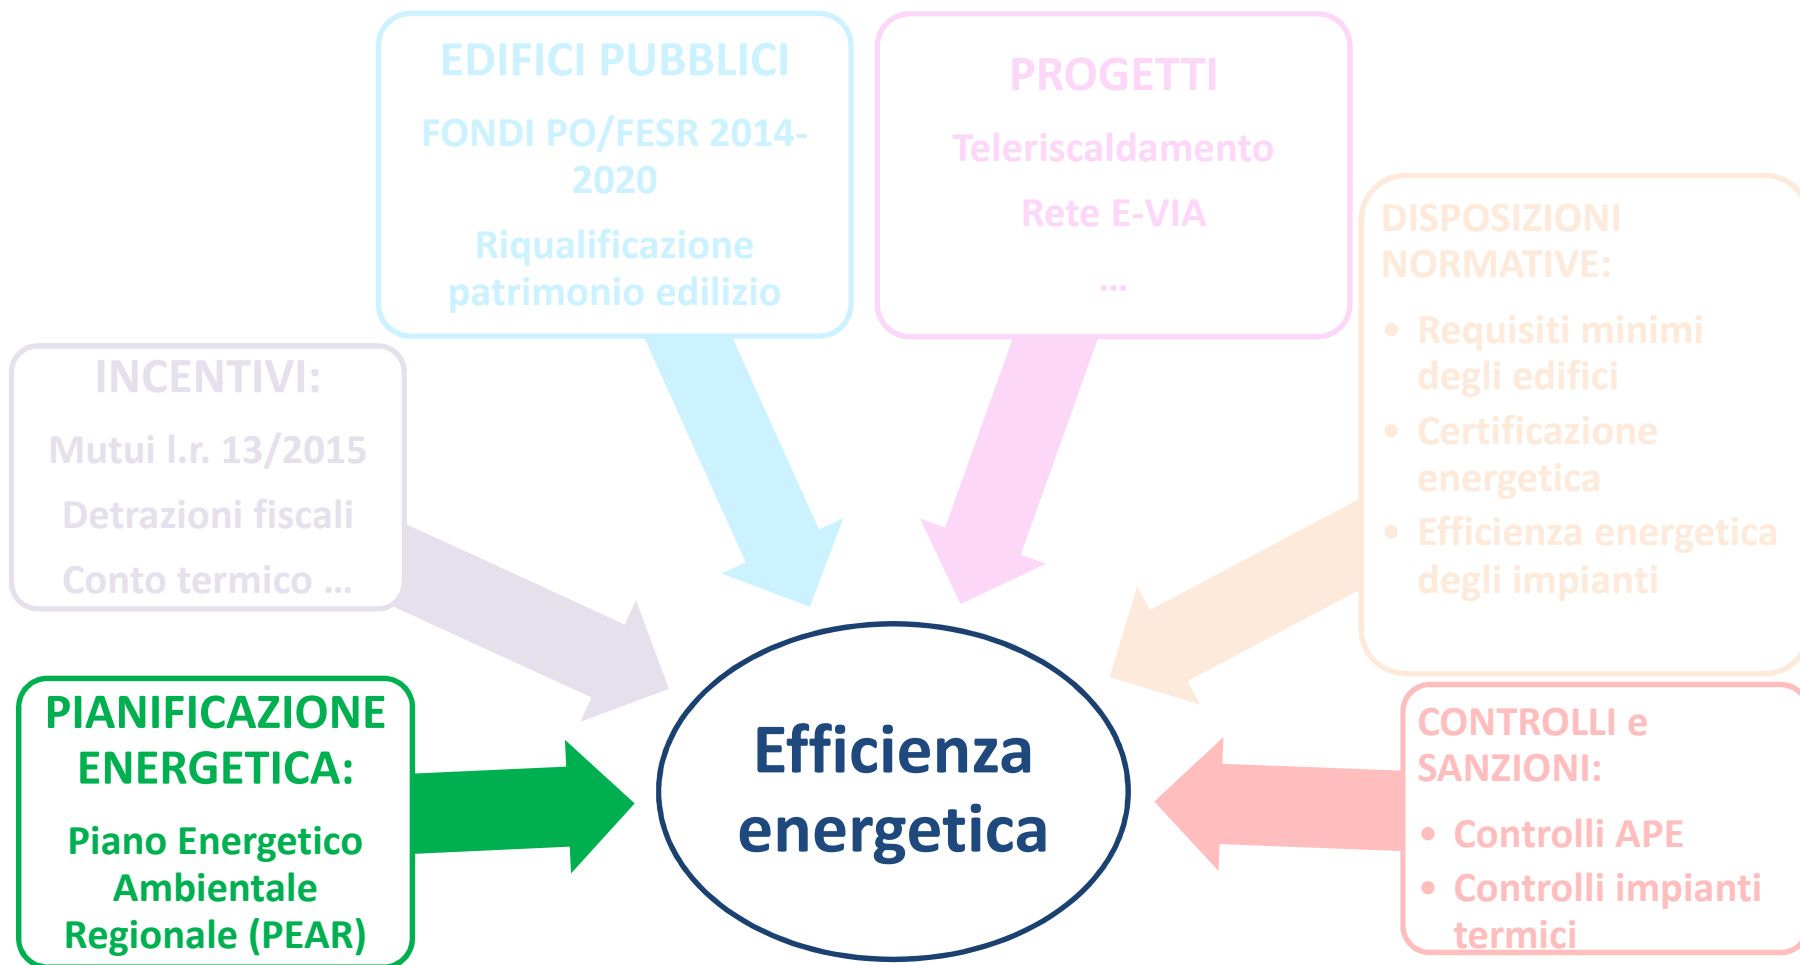 EDIFICI PUBBLICI
FONDI PO/FESR 2014-
2020
Riqualificazione
patrimonio edilizio
PROGETTI
Teleriscaldamento
Rete E-VIA
...
DISPOSIZIONI
NORMATIVE:
• Requisiti minimi
degli edifici
• Certificazione
energetica
• Efficienza energetica
degli impianti
INCENTIVI:
Mutui l.r. 13/2015
Detrazioni fiscali
Conto termico ...
PIANIFICAZIONE
ENERGETICA:
Piano Energetico
Ambientale
Regionale (PEAR)
Efficienza
energetica
CONTROLLI e
SANZIONI:
• Controlli APE
• Controlli impianti
termici